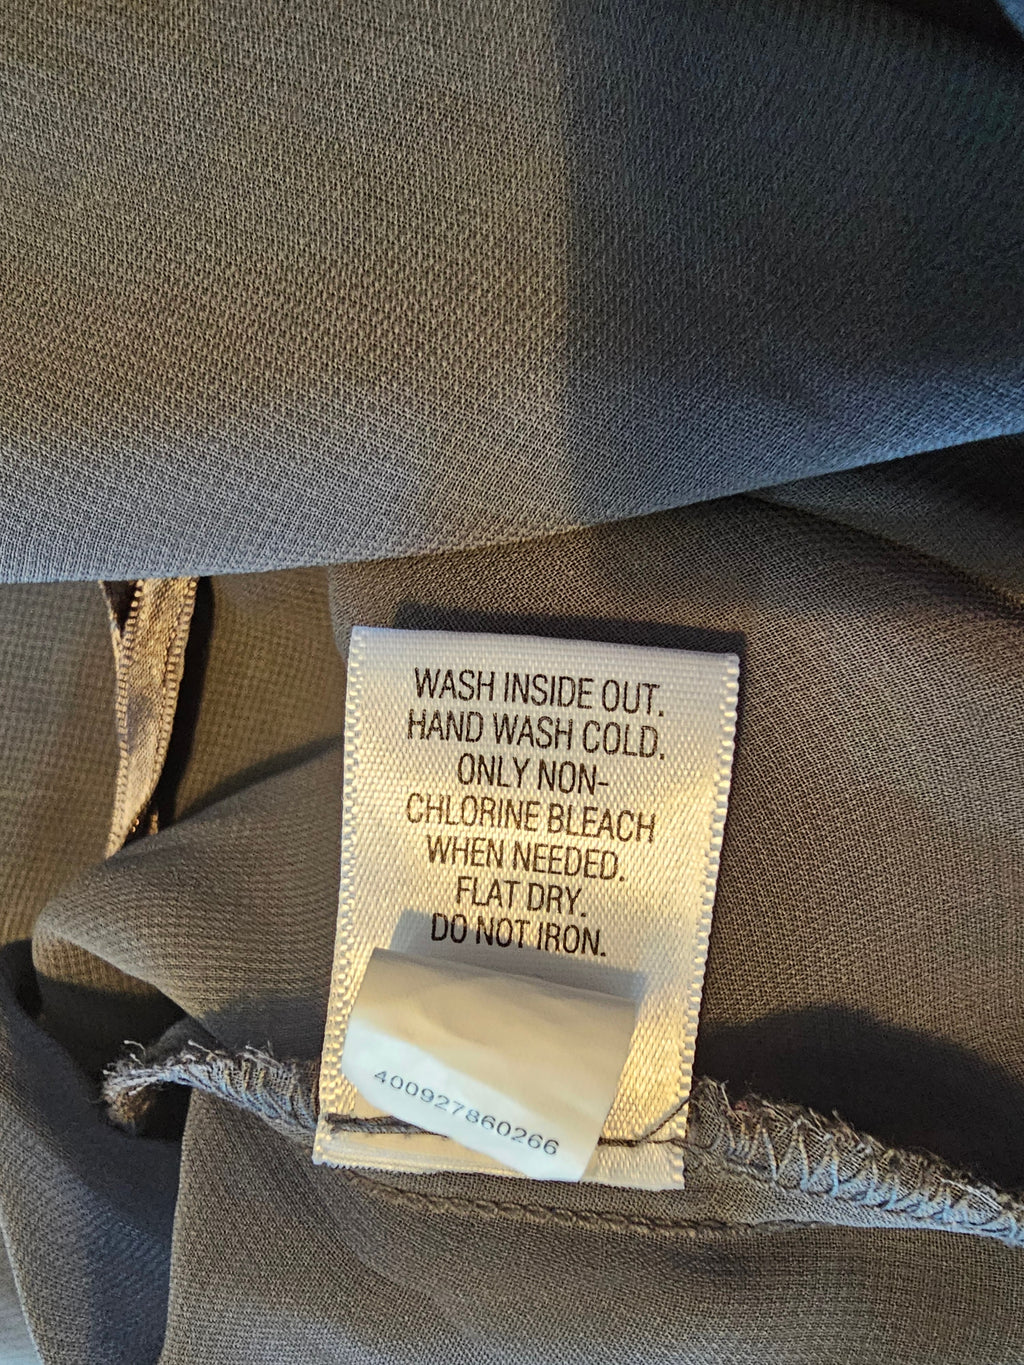 WASH INSIDE OUT.
HAND WASH COLD.
ONLY NON-
CHLORINE BLEACH
WHEN NEEDED.
FLAT DRY.
DO NOT IRON.
400927860266